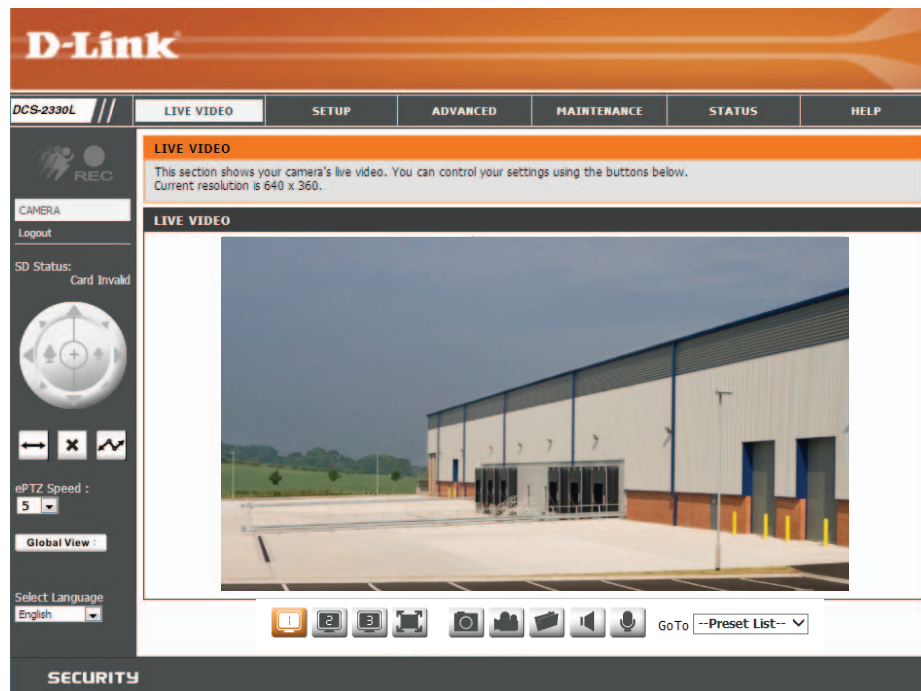 D-Link
DCS-2330L
LIVE VIDEO
SETUP
ADVANCED
MAINTENANCE
STATUS
HELP
REC
CAMERA
Logout
SD Status:
Card Invalid
ePTZ Speed :
5
Global View :
Select Language
English
LIVE VIDEO
This section shows your camera's live video. You can control your settings using the buttons below.
Current resolution is 640 x 360.
LIVE VIDEO
1
2
3
GoTo --Preset List--
SECURITY